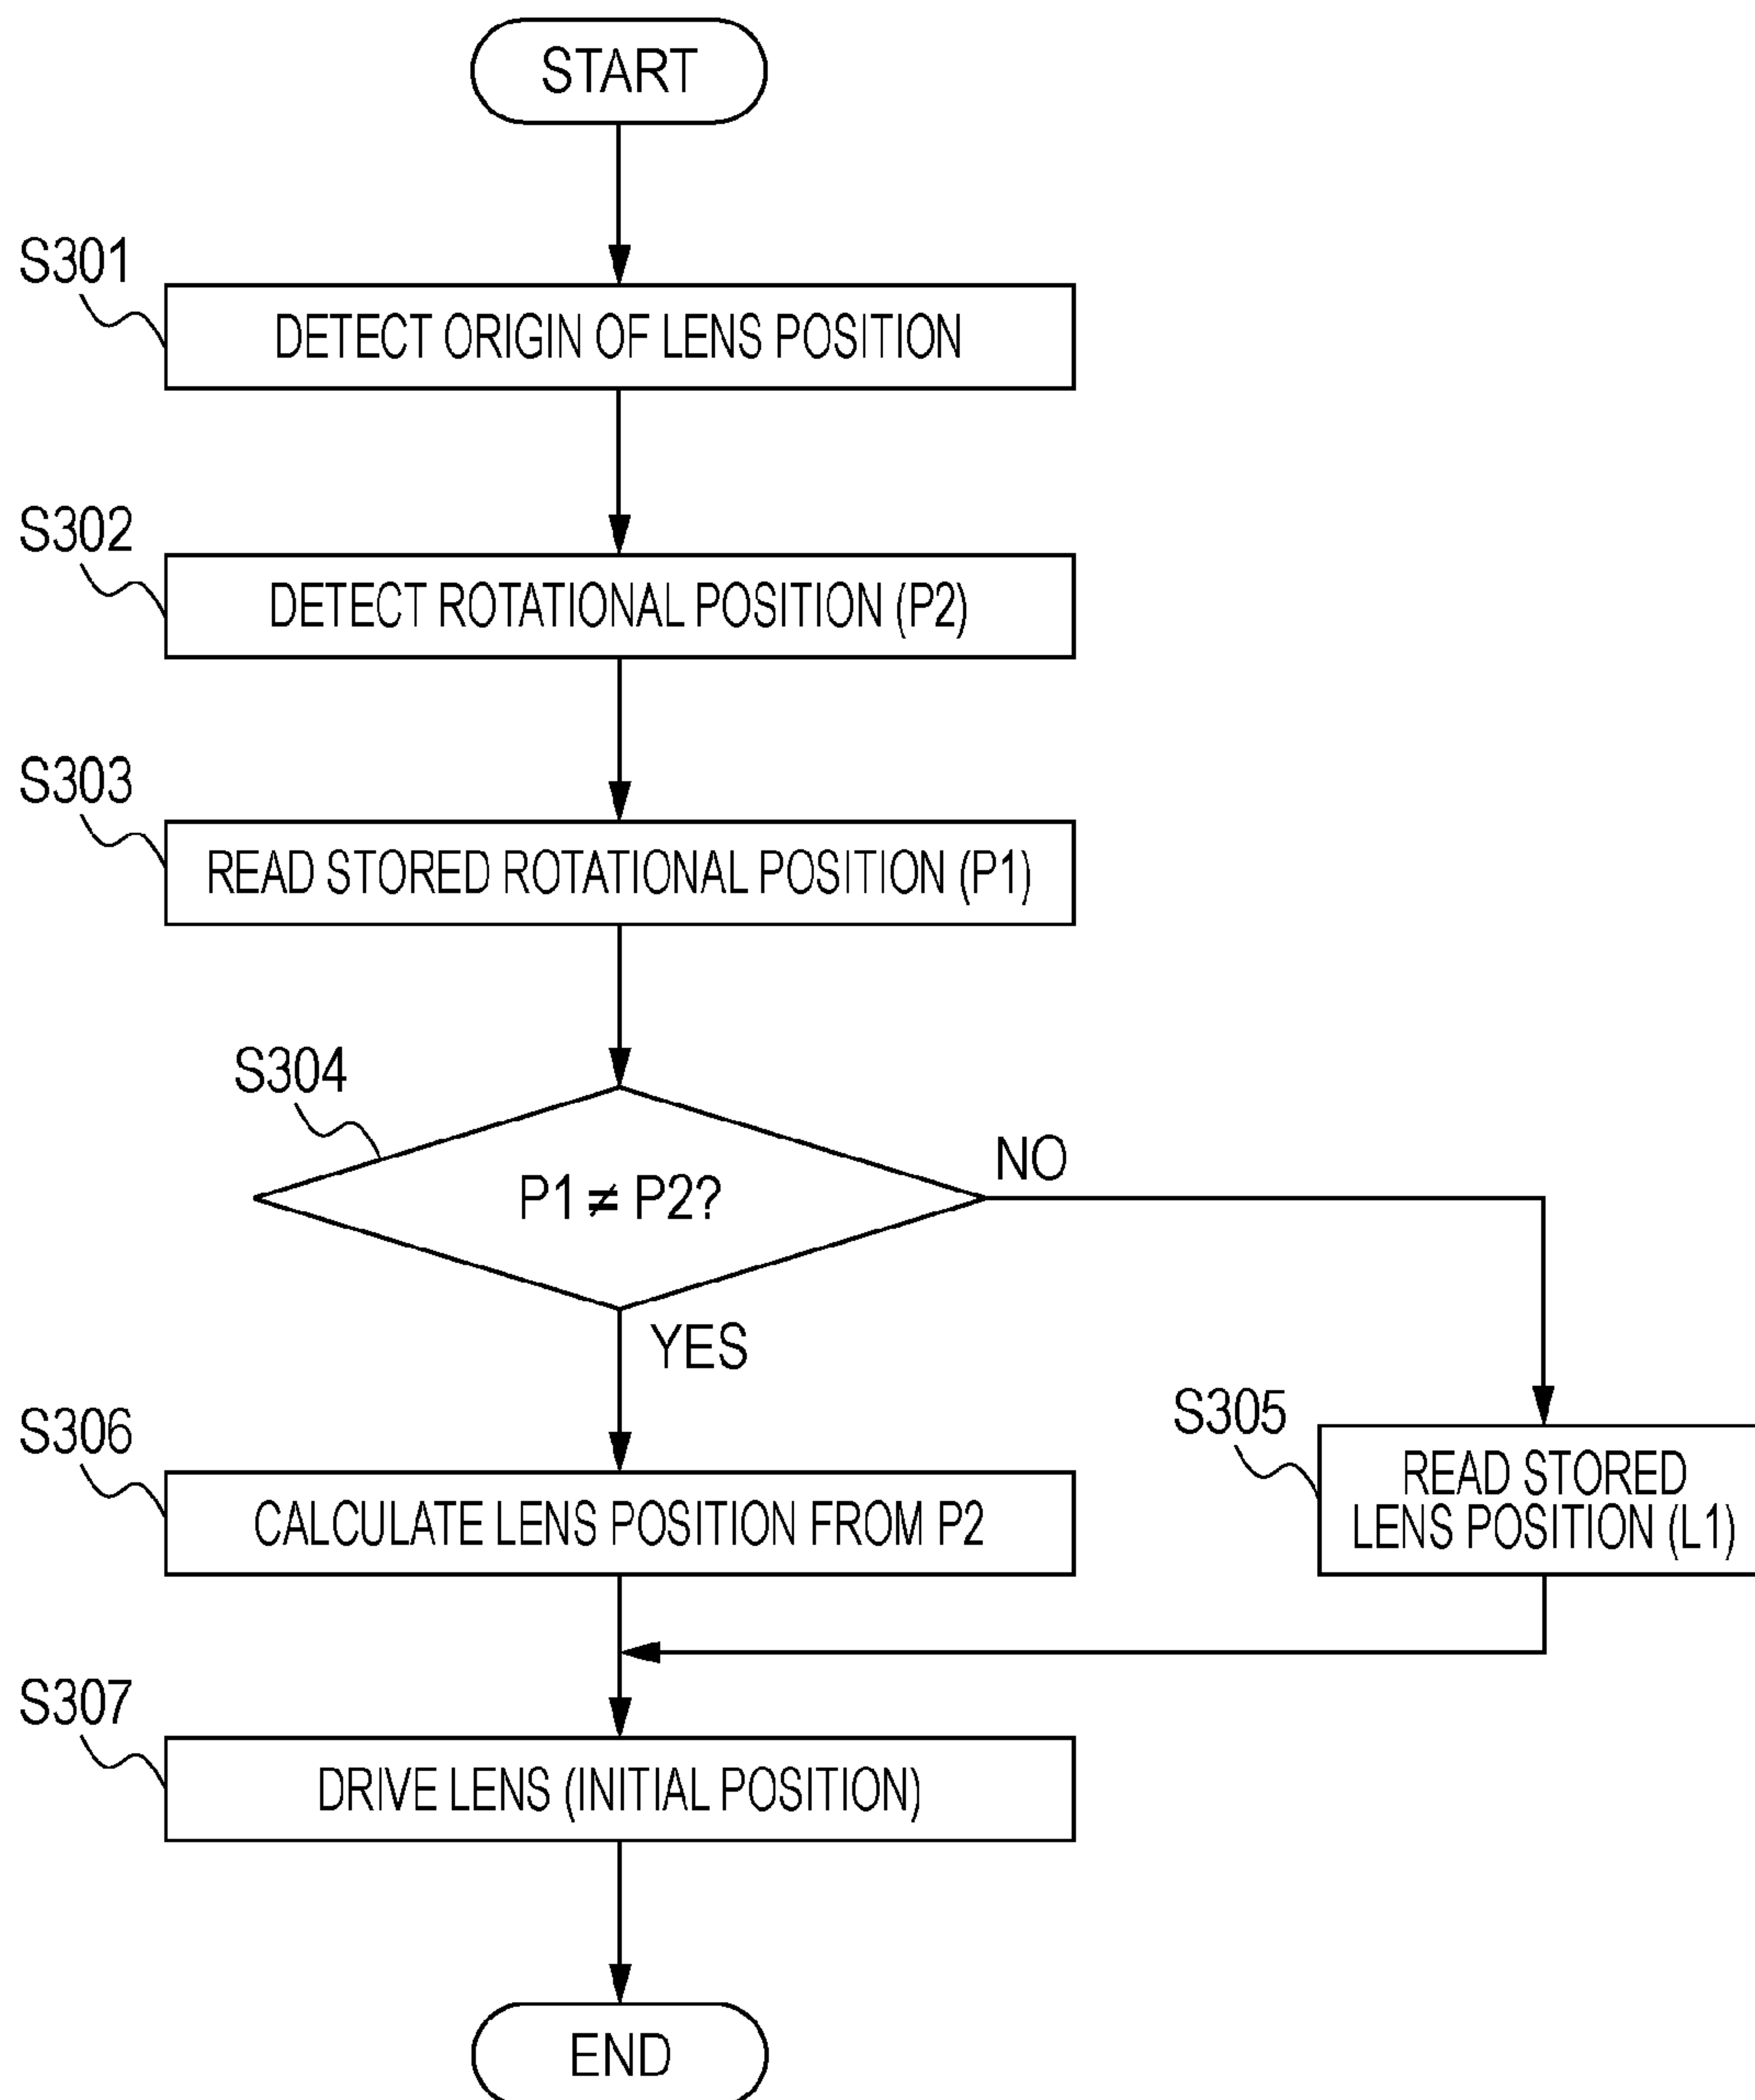 START
S301
DETECT ORIGIN OF LENS POSITION
S302
DETECT ROTATIONAL POSITION (P2)
S303
READ STORED ROTATIONAL POSITION (P1)
S304
P1 ≠ P2?
NO
YES
S305
READ STORED
LENS POSITION (L1)
S306
CALCULATE LENS POSITION FROM P2
S307
DRIVE LENS (INITIAL POSITION)
END